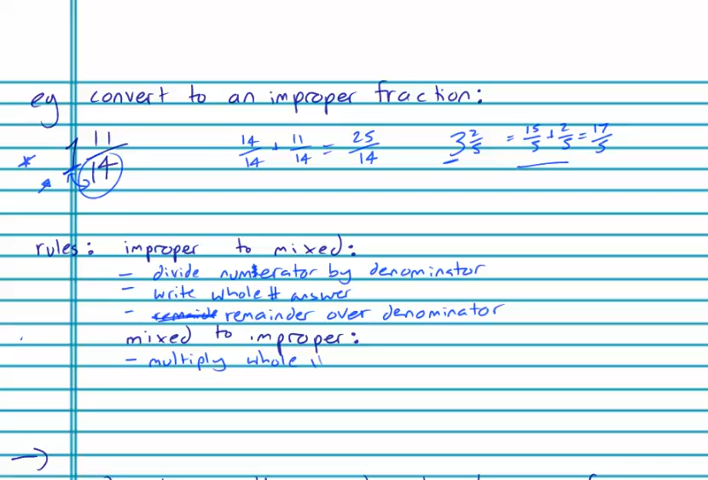 eg convert to an improper fraction:
* 1 11/14   14/14 + 11/14 = 25/14   3 2/5 = 15/5 + 2/5 = 17/5
rules: improper to mixed:
- divide numerator by denominator
- write whole # answer
- remainder over denominator
mixed to improper:
- multiply whole
→